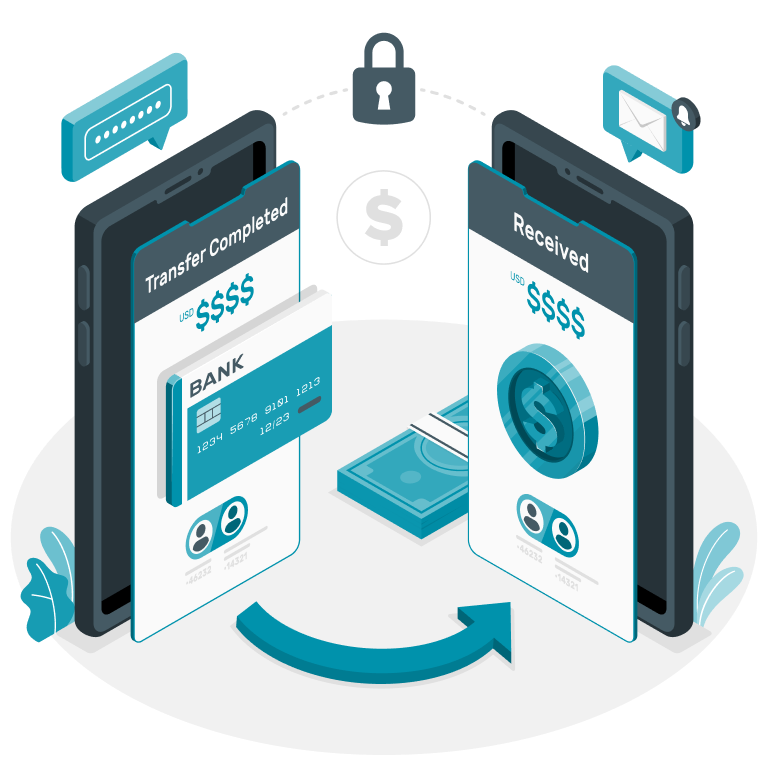 Transfer Completed
USD $$$$
BANK
1234 5678 9101 1213
12/23
-46232
-14321
$
Received
USD $$$$
$
-46232
-14321